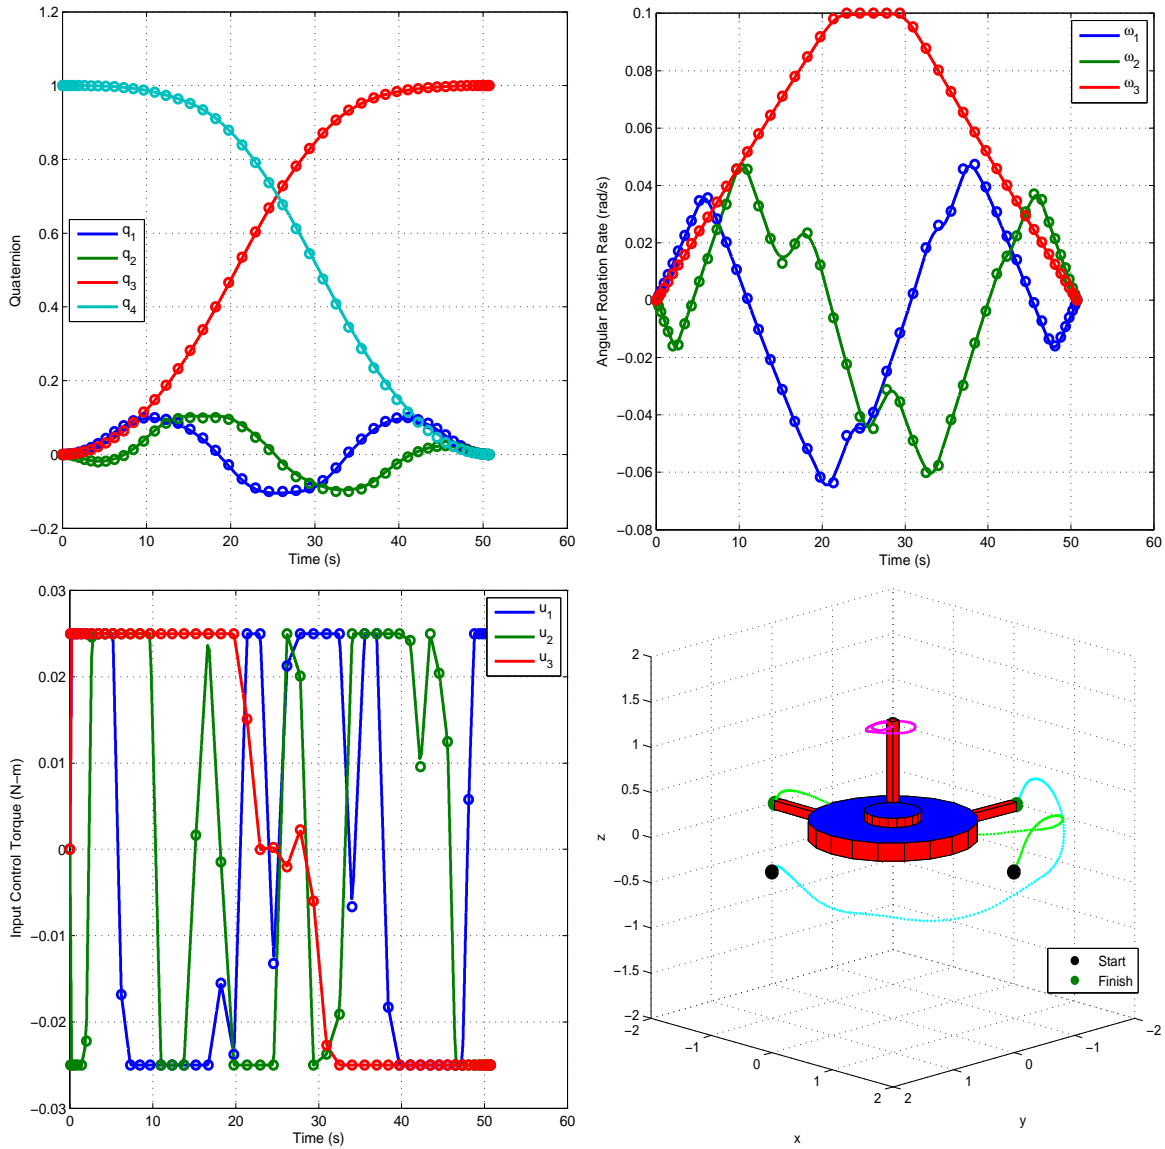 1.2
1
0.8
0.6
0.4
0.2
0
−0.2
Quaternion
q1
q2
q3
q4
0 10 20 30 40 50 60
Time (s)
0.1
0.08
0.06
0.04
0.02
0
−0.02
−0.04
−0.06
−0.08
Angular Rotation Rate (rad/s)
ω1
ω2
ω3
0 10 20 30 40 50 60
Time (s)
0.03
0.02
0.01
0
−0.01
−0.02
−0.03
Input Control Torque (N−m)
u1
u2
u3
0 10 20 30 40 50 60
Time (s)
2
1.5
1
0.5
0
−0.5
−1
−1.5
−2
z
−2 −1 0 1 2
x
2 1 0 −1 −2
y
Start
Finish